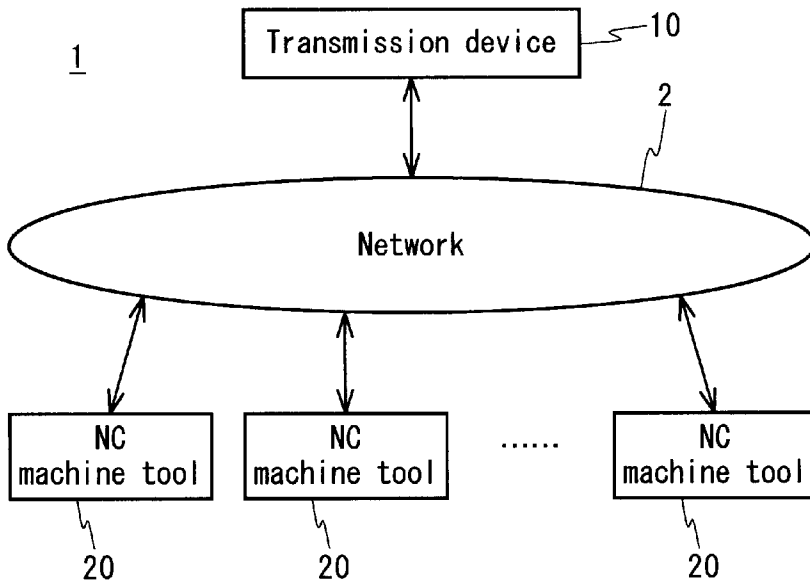 1
Transmission device
10
2
Network
NC
machine tool
NC
machine tool
......
NC
machine tool
20
20
20